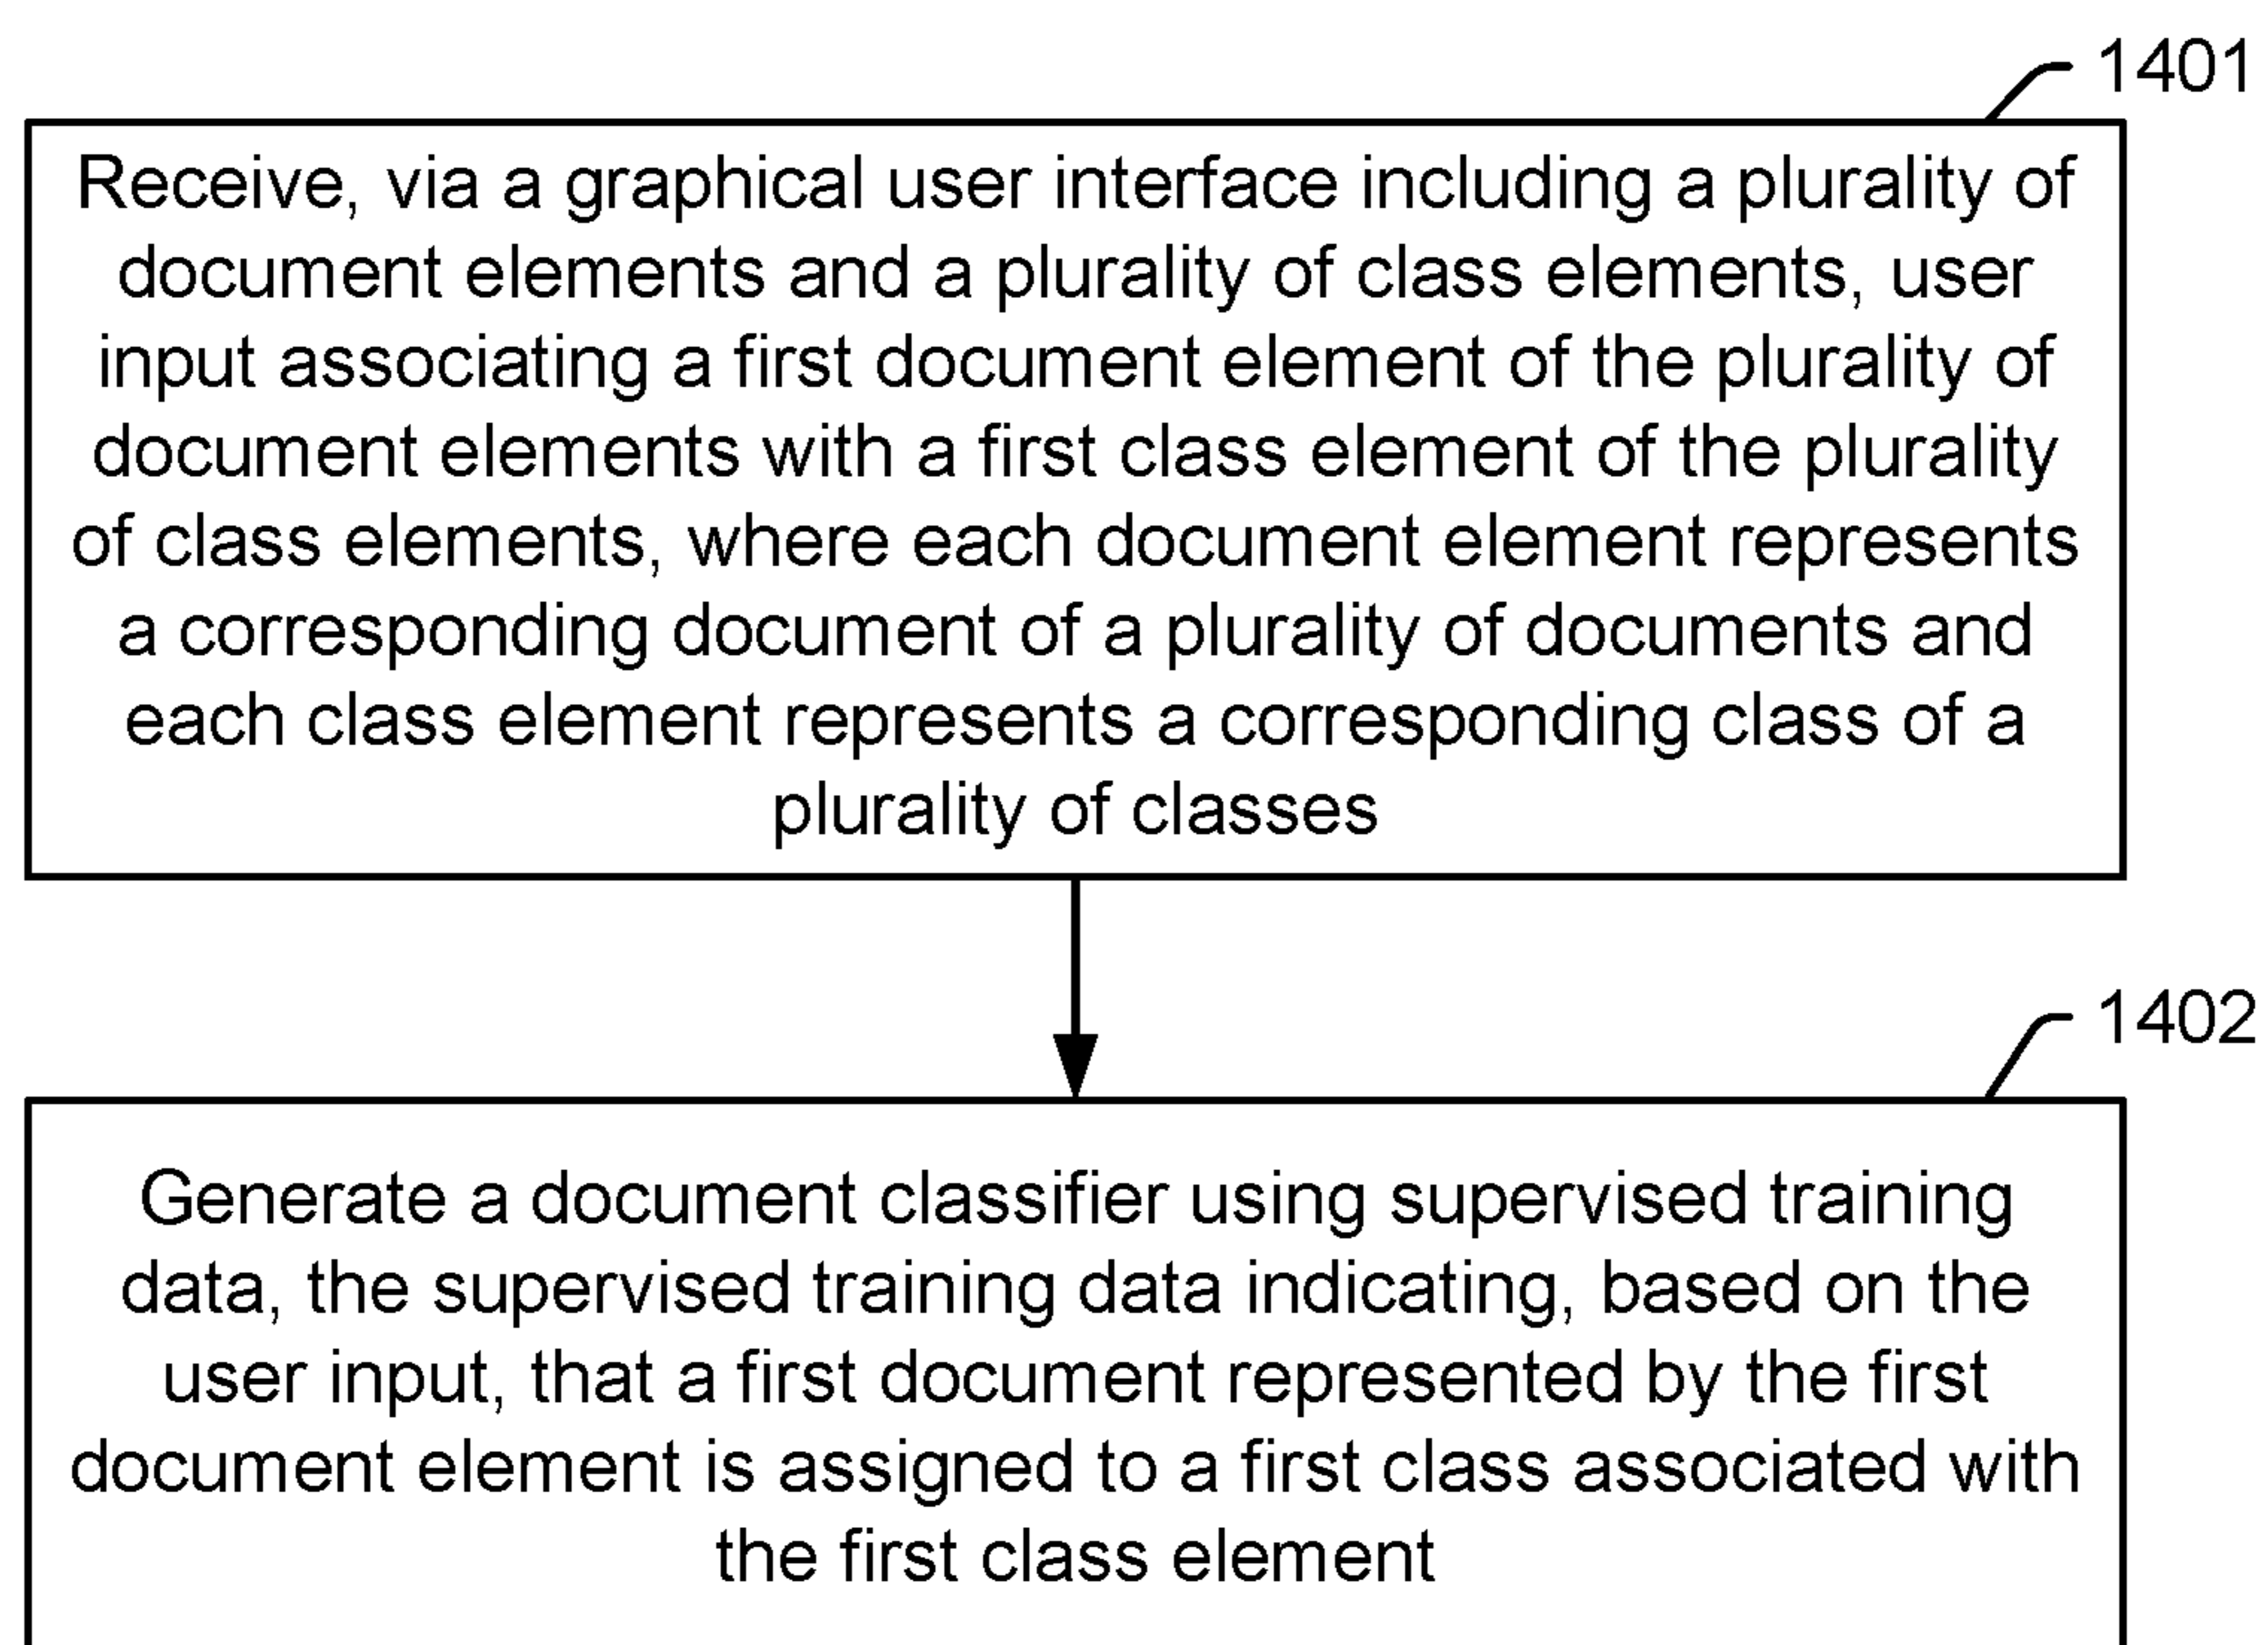 1401
Receive, via a graphical user interface including a plurality of
document elements and a plurality of class elements, user
input associating a first document element of the plurality of
document elements with a first class element of the plurality
of class elements, where each document element represents
a corresponding document of a plurality of documents and
each class element represents a corresponding class of a
plurality of classes
1402
Generate a document classifier using supervised training
data, the supervised training data indicating, based on the
user input, that a first document represented by the first
document element is assigned to a first class associated with
the first class element